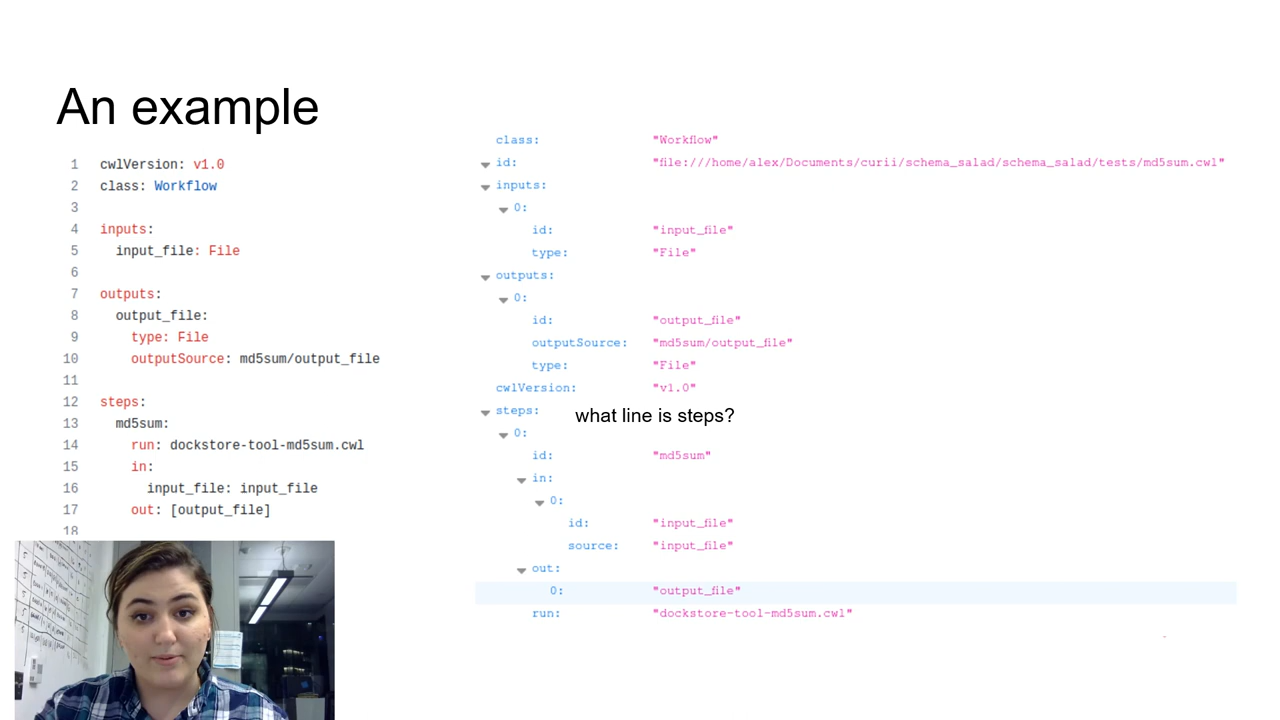 An example
1 cwlVersion: v1.0
2 class: Workflow
3
4 inputs:
5 input_file: File
6
7 outputs:
8 output_file:
9 type: File
10 outputSource: md5sum/output_file
11
12 steps:
13 md5sum:
14 run: dockstore-tool-md5sum.cwl
15 in:
16 input_file: input_file
17 out: [output_file]
18
class: "Workflow"
id: "file:///home/alex/Documents/curii/schema_salad/schema_salad/tests/md5sum.cwl"
inputs:
0:
id: "input_file"
type: "File"
outputs:
0:
id: "output_file"
outputSource: "md5sum/output_file"
type: "File"
cwlVersion: "v1.0"
steps:
what line is steps?
0:
id: "md5sum"
in:
0:
id: "input_file"
source: "input_file"
out:
0: "output_file"
run: "dockstore-tool-md5sum.cwl"